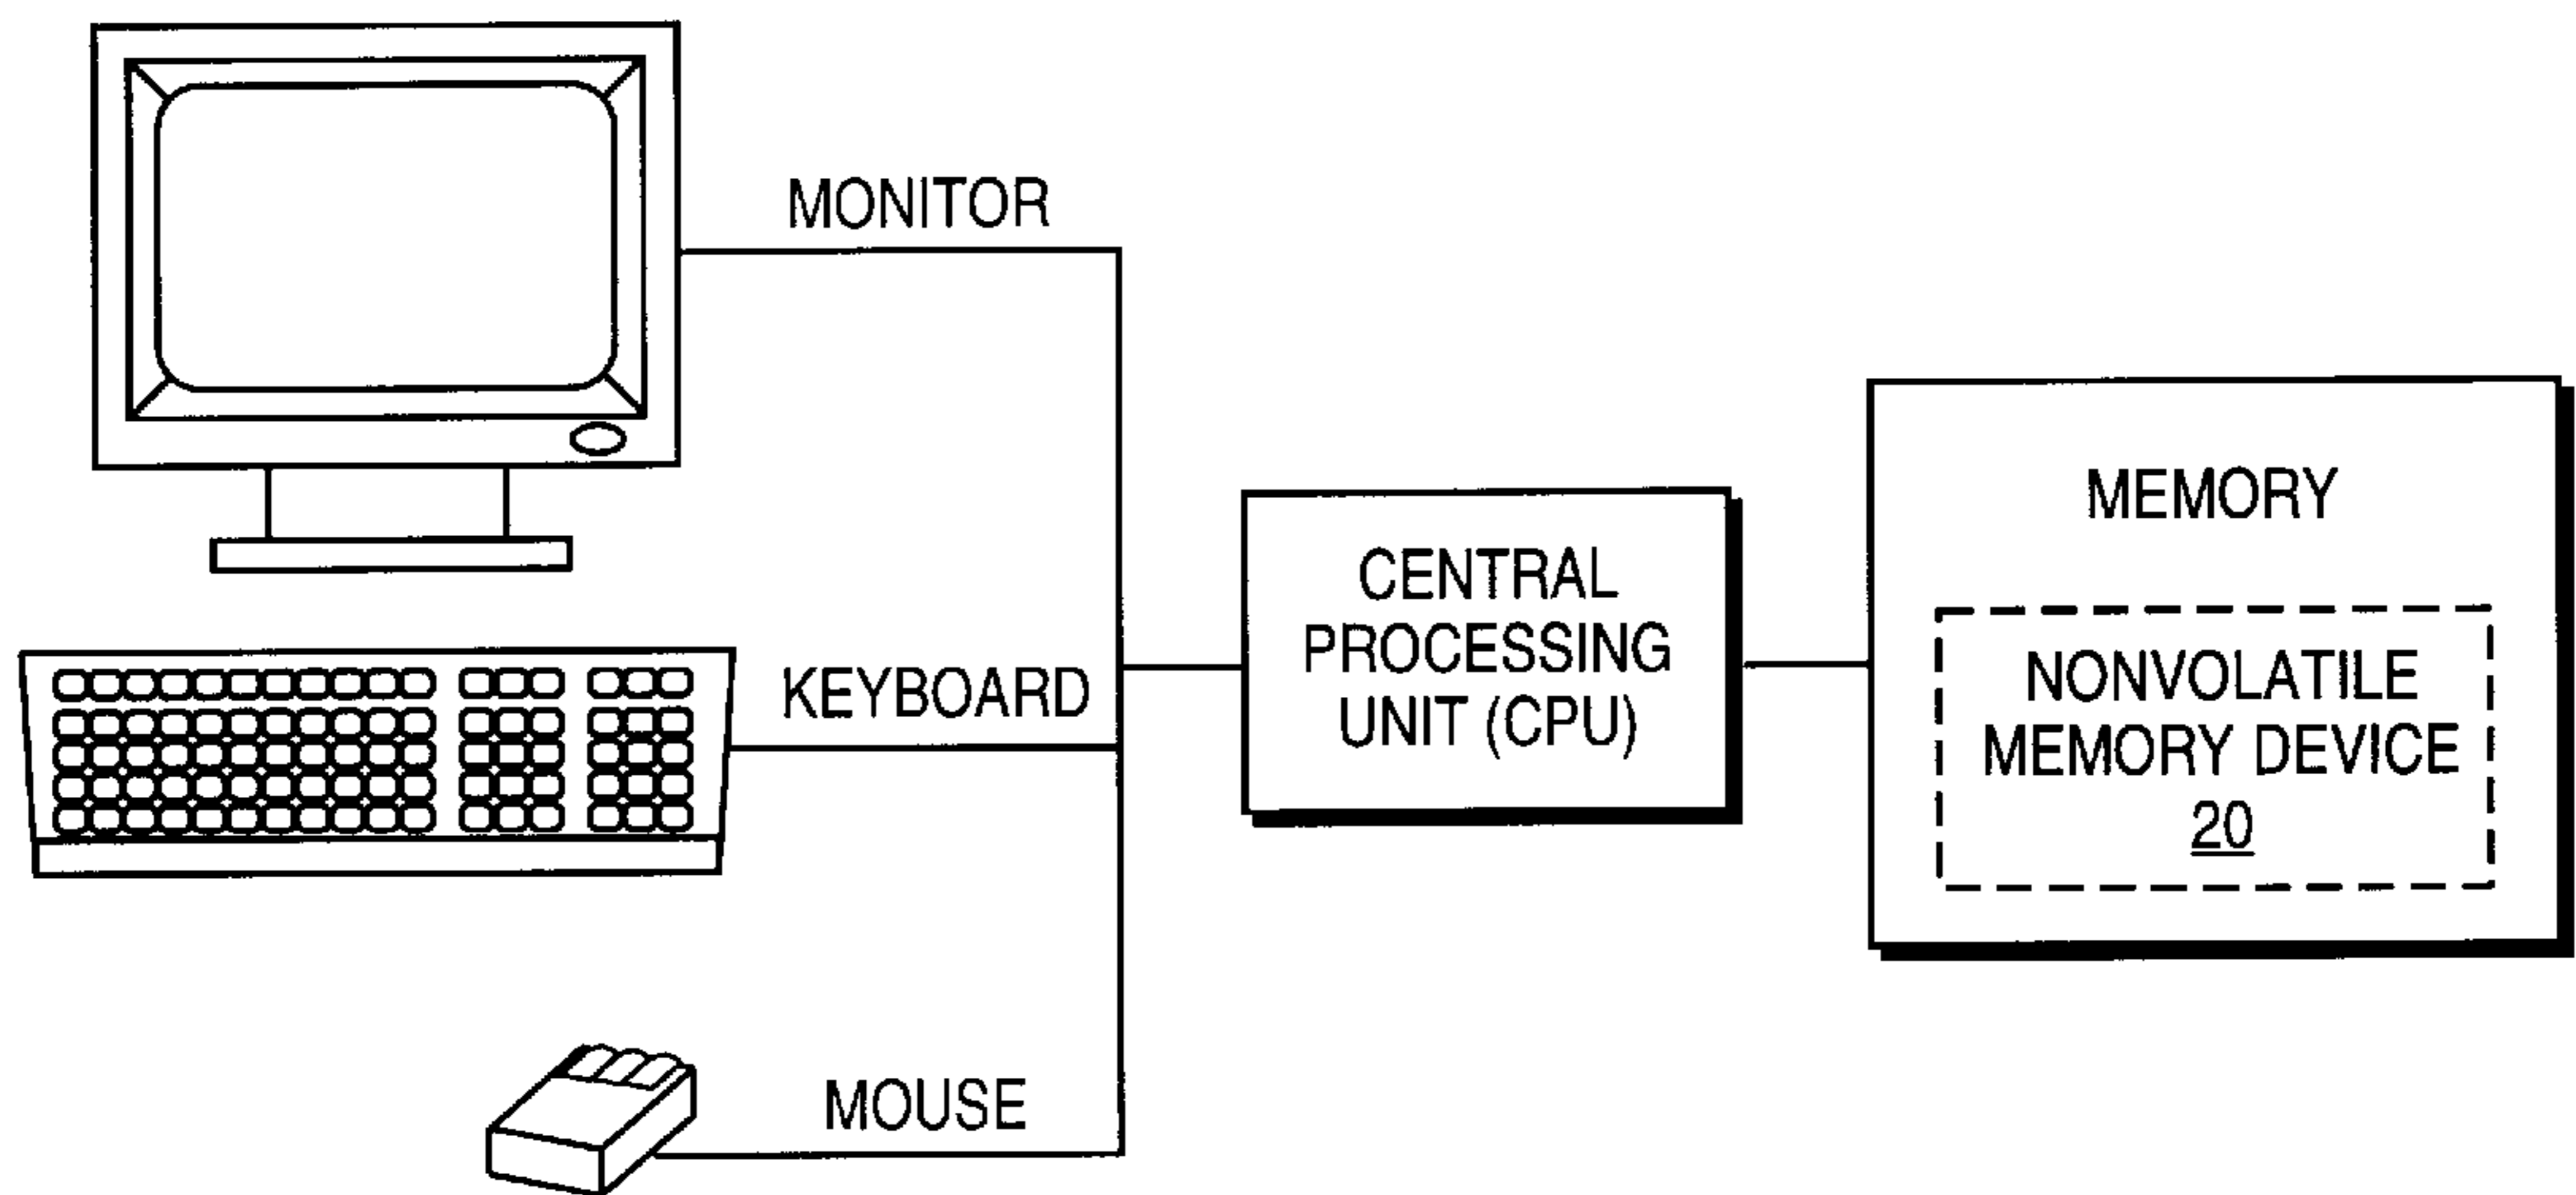 MONITOR
KEYBOARD
MOUSE
CENTRAL
PROCESSING
UNIT (CPU)
MEMORY
NONVOLATILE
MEMORY DEVICE
20